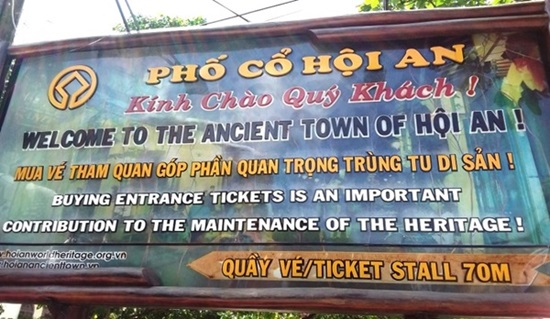 PHỐ CỔ HỘI AN
Kính Chào Quý Khách !
WELCOME TO THE ANCIENT TOWN OF HỘI AN !
MUA VÉ THAM QUAN GÓP PHẦN QUAN TRỌNG TRÙNG TU DI SẢN !
BUYING ENTRANCE TICKETS IS AN IMPORTANT
CONTRIBUTION TO THE MAINTENANCE OF THE HERITAGE !
.hoianworldheritage.org.vn
.hoianancienttown.vn
QUẦY VÉ/TICKET STALL 70M